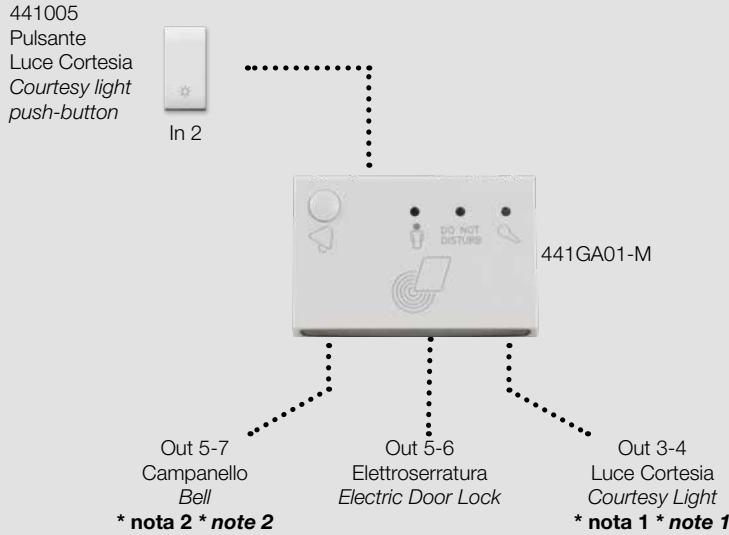 441005
Pulsante
Luce Cortesia
Courtesy light
push-button
In 2
DO NOT
DISTURB
441GA01-M
Out 5-7
Campanello
Bell
* nota 2 * note 2
Out 5-6
Elettroserratura
Electric Door Lock
Out 3-4
Luce Cortesia
Courtesy Light
* nota 1 * note 1